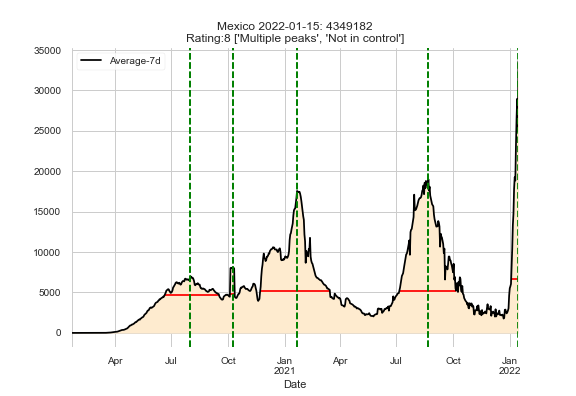 Mexico 2022-01-15: 4349182
Rating:8 ['Multiple peaks', 'Not in control']
Average-7d
35000
30000
25000
20000
15000
10000
5000
0
Apr Jul Oct Jan Apr Jul Oct Jan
2021 2022
Date